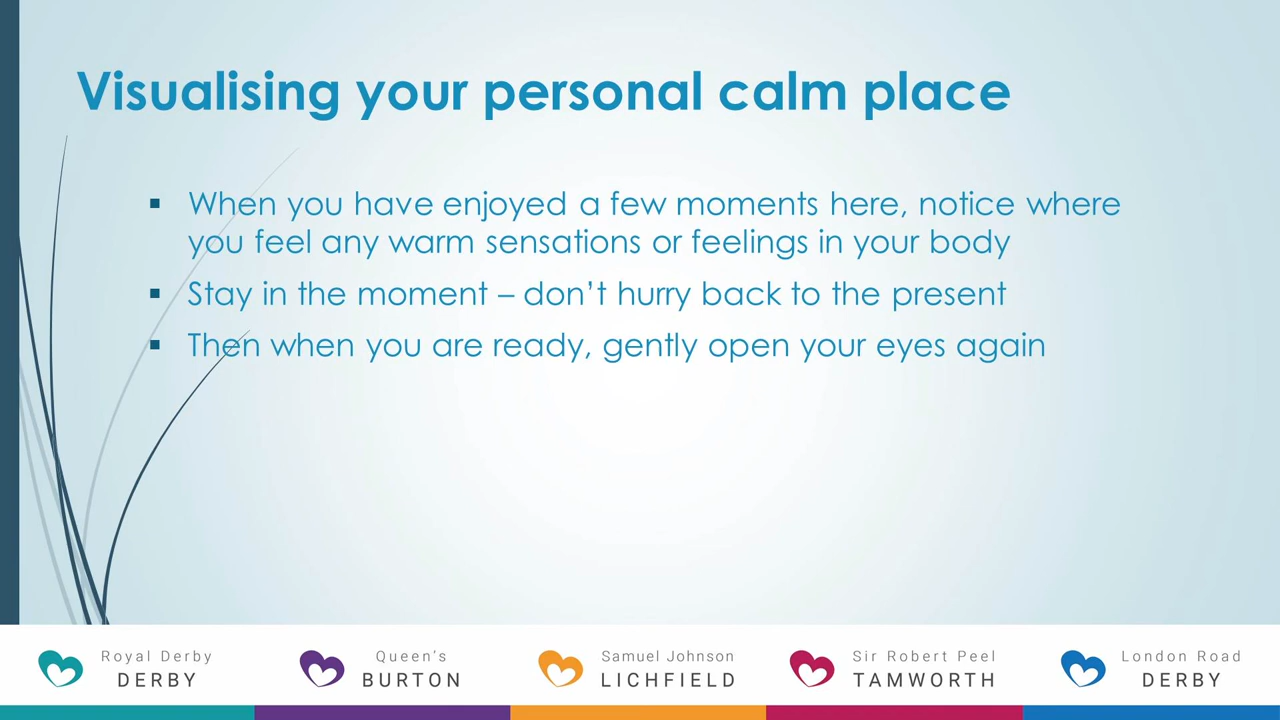 Visualising your personal calm place
▪ When you have enjoyed a few moments here, notice where
you feel any warm sensations or feelings in your body
▪ Stay in the moment – don’t hurry back to the present
▪ Then when you are ready, gently open your eyes again
Royal Derby
DERBY
Queen's
BURTON
Samuel Johnson
LICHFIELD
Sir Robert Peel
TAMWORTH
London Road
DERBY